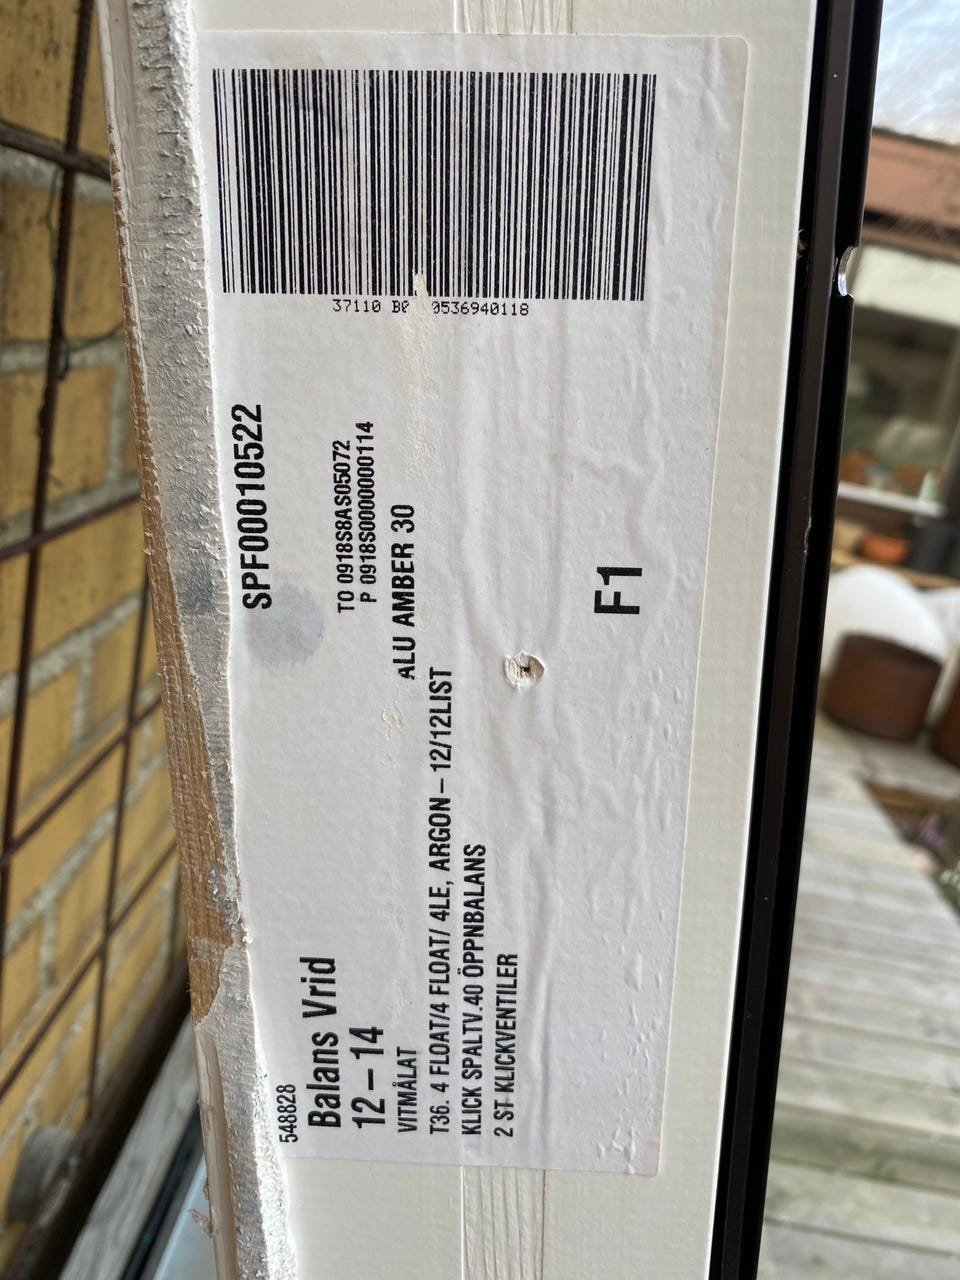 37110 B0 0536940118
SPF00010522
TO 0918S8AS05072
P 0918S0000000114
548828
Balans Vrid
12-14
VITMÅLAT
ALU AMBER 30
T36. 4 FLOAT/4 FLOAT/ 4LE, ARGON - 12/12LIST
KLICK SPALTV.40 ÖPPNBALANS
2 ST KLICKVENTILER
F1